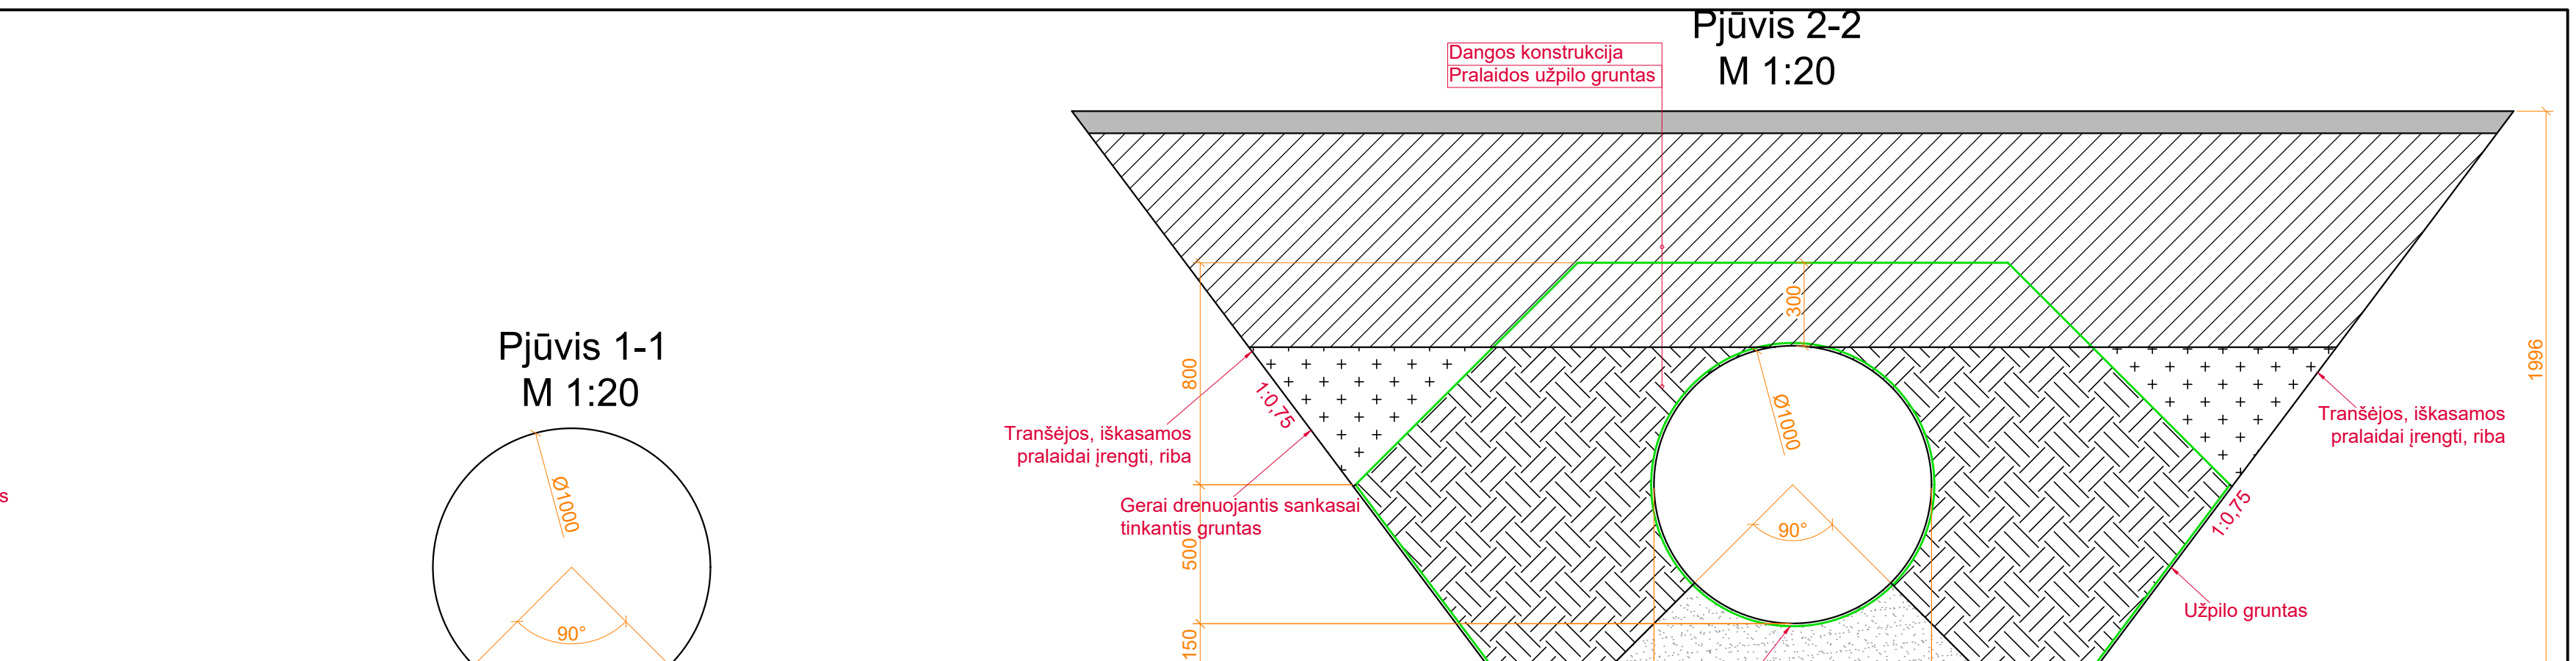 Pjūvis 2-2
M 1:20
Dangos konstrukcija
Pralaidos užpilo gruntas
300
800
1996
Pjūvis 1-1
M 1:20
1:0,75
Ø1000
Tranšėjos, iškasamos
pralaidai įrengti, riba
Tranšėjos, iškasamos
pralaidai įrengti, riba
s
Ø1000
Gerai drenuojantis sankasai
tinkantis gruntas
1:0,75
90°
500
Užpilo gruntas
90°
150